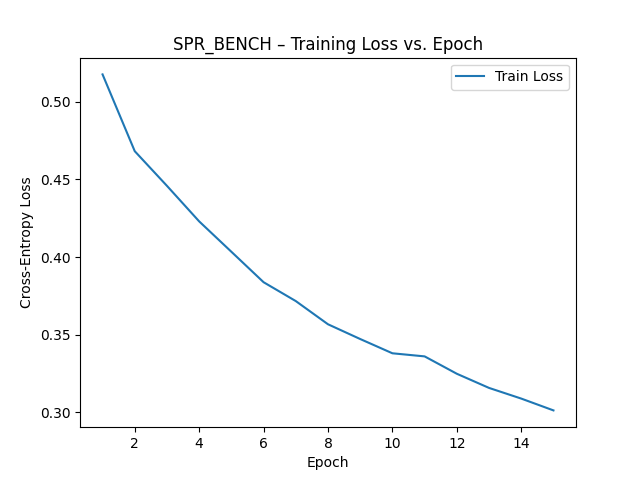 SPR_BENCH – Training Loss vs. Epoch
Train Loss
Cross-Entropy Loss
0.50
0.45
0.40
0.35
0.30
2 4 6 8 10 12 14
Epoch